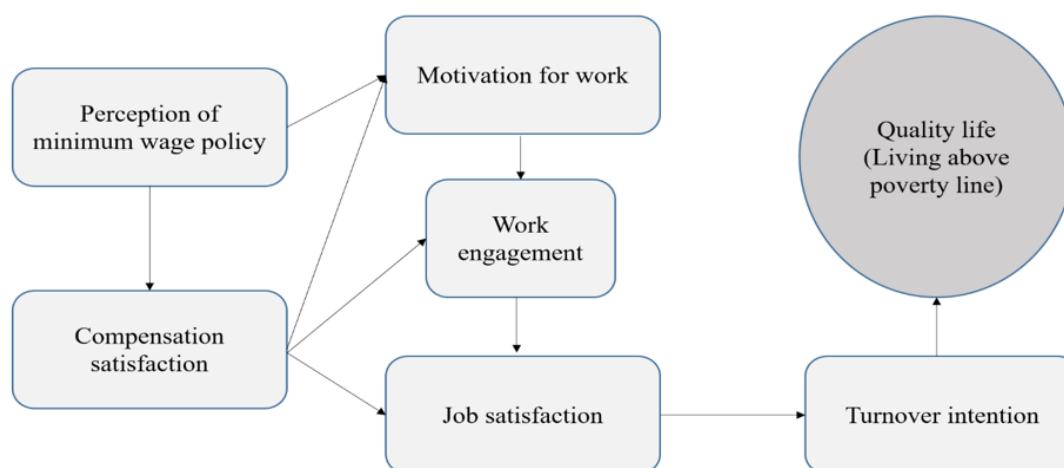 Perception of
minimum wage policy
Motivation for work
Quality life
(Living above
poverty line)
Work
engagement
Compensation
satisfaction
Job satisfaction
Turnover intention